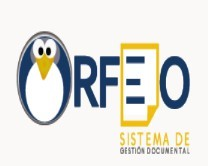 ORFEO
SISTEMA DE
GESTIÓN DOCUMENTAL